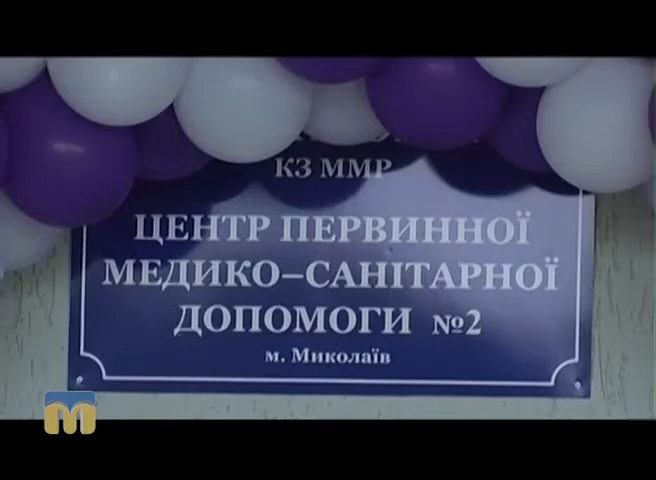 КЗ ММР
ЦЕНТР ПЕРВИННОЇ
МЕДИКО–САНІТАРНОЇ
ДОПОМОГИ №2
м. Миколаїв
М